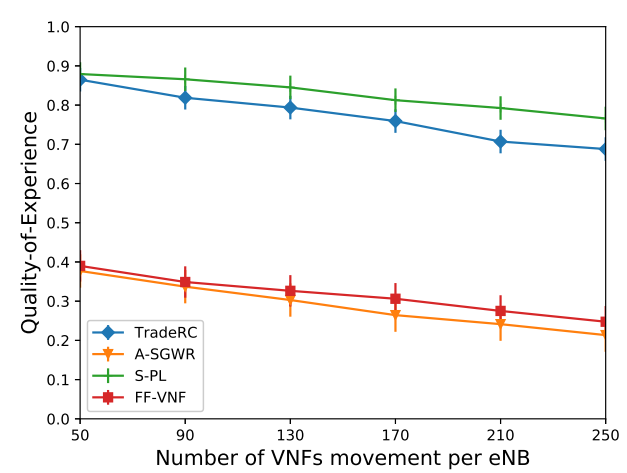 Quality-of-Experience
1.0
0.9
0.8
0.7
0.6
0.5
0.4
0.3
0.2
0.1
0.0
TradeRC
A-SGWR
S-PL
FF-VNF
50 90 130 170 210 250
Number of VNFs movement per eNB